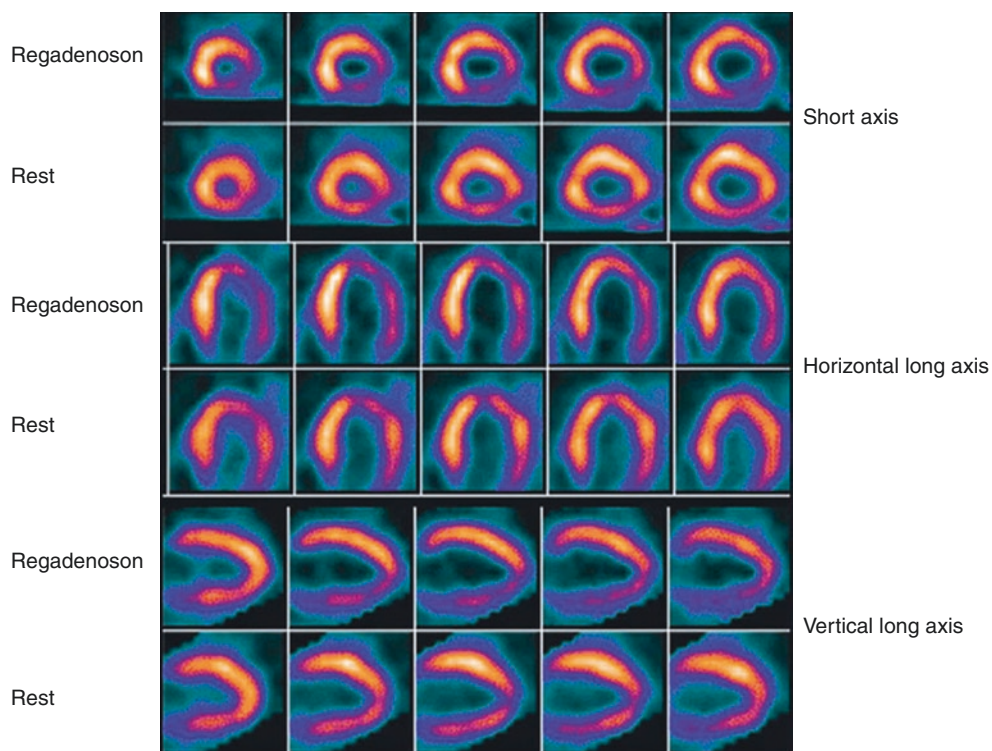 Regadenoson
Short axis
Rest
Regadenoson
Horizontal long axis
Rest
Regadenoson
Vertical long axis
Rest